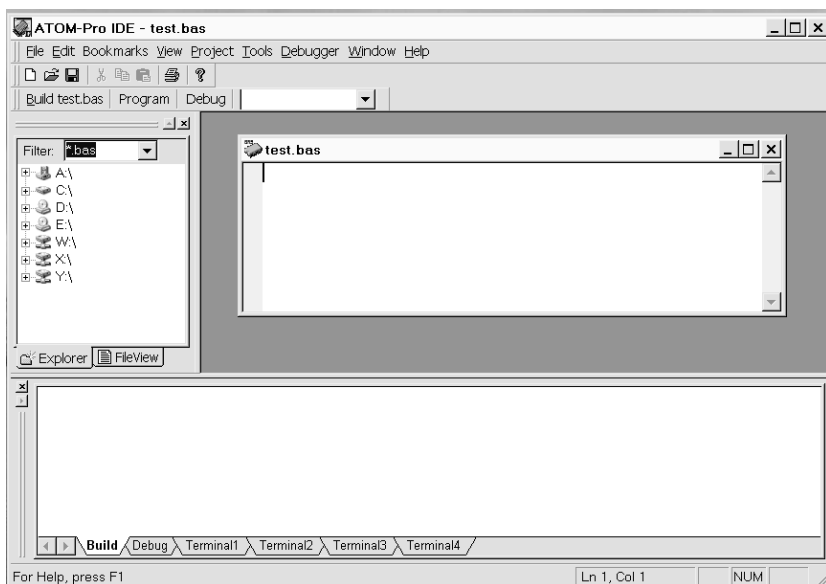 ATOM-Pro IDE - test.bas
File Edit Bookmarks View Project Tools Debugger Window Help
Build test.bas Program Debug
Filter: *.bas
A:\
C:\
D:\
E:\
W:\
X:\
Y:\
Explorer FileView
test.bas
Build Debug Terminal1 Terminal2 Terminal3 Terminal4
For Help, press F1 Ln 1, Col 1 NUM